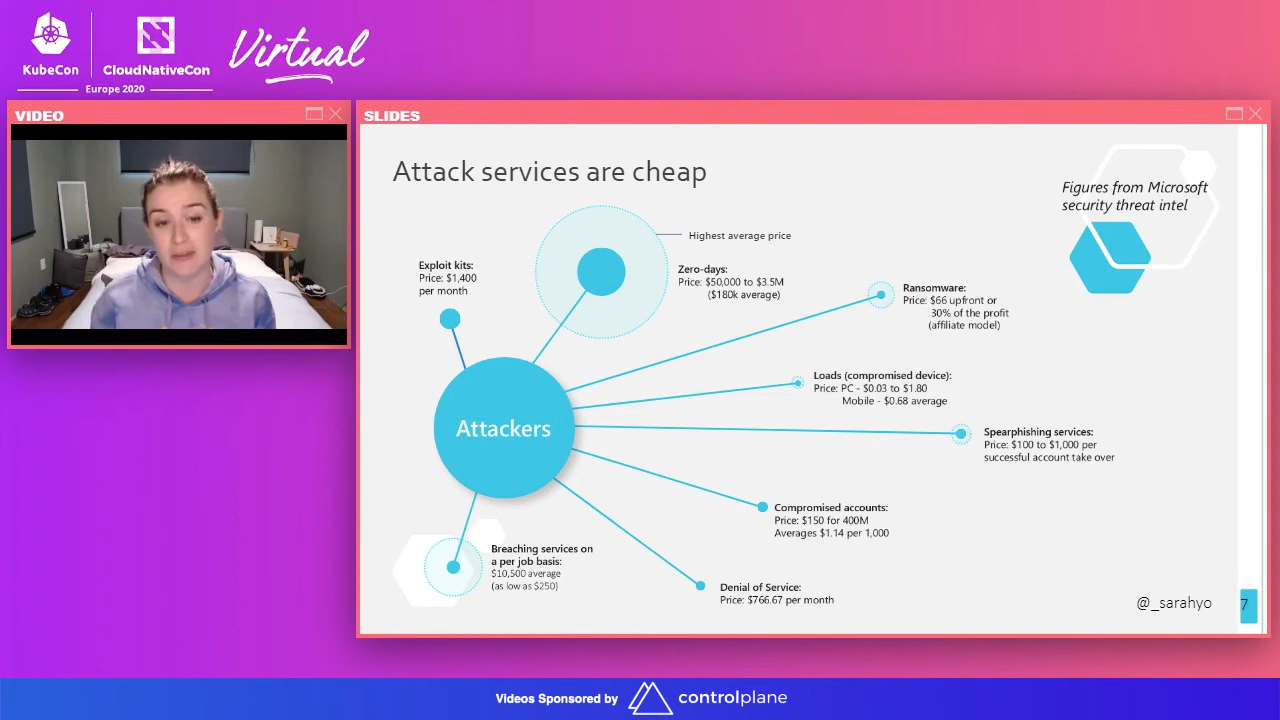 KubeCon
CloudNativeCon
Virtual
Europe 2020
VIDEO
SLIDES
Attack services are cheap
Figures from Microsoft
security threat intel
Highest average price
Exploit kits:
Price: $1,400
per month
Zero-days:
Price: $50,000 to $3.5M
($180k average)
Ransomware:
Price: $66 upfront or
30% of the profit
(affiliate model)
Loads (compromised device):
Price: PC - $0.03 to $1.80
Mobile - $0.68 average
Attackers
Spearphishing services:
Price: $100 to $1,000 per
successful account take over
Compromised accounts:
Price: $150 for 400M
Averages $1.14 per 1,000
Breaching services on
a per job basis:
$10,500 average
(as low as $250)
Denial of Service:
Price: $766.67 per month
@_sarahyo
7
Videos Sponsored by
controlplane